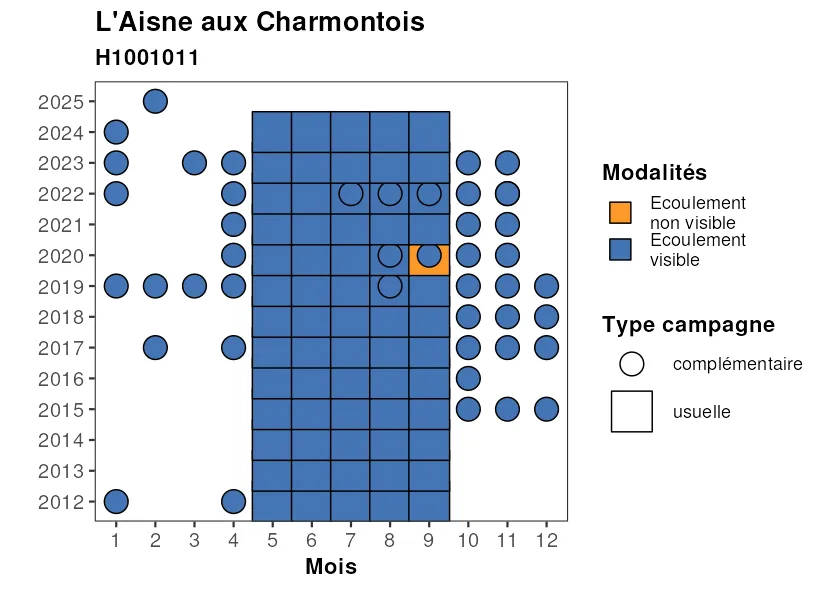 L'Aisne aux Charmontois
H1001011
2025
2024
2023
2022
2021
2020
2019
2018
2017
2016
2015
2014
2013
2012
1 2 3 4 5 6 7 8 9 10 11 12
Mois
Modalités
Ecoulement
non visible
Ecoulement
visible
Type campagne
complémentaire
usuelle